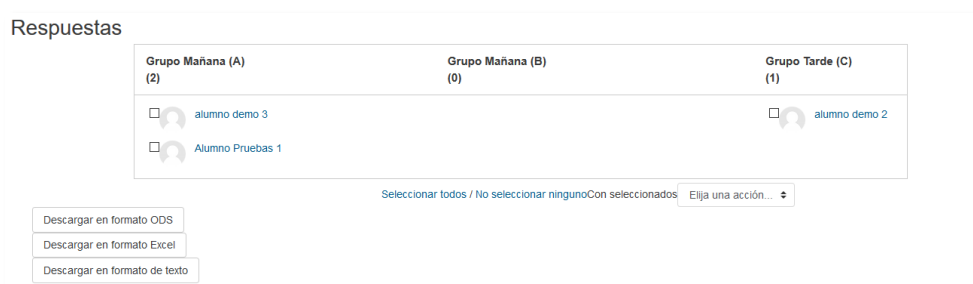 Respuestas
Grupo Mañana (A)
(2)
Grupo Mañana (B)
(0)
Grupo Tarde (C)
(1)
alumno demo 3
alumno demo 2
Alumno Pruebas 1
Seleccionar todos / No seleccionar ningunoCon seleccionados Elija una acción...
Descargar en formato ODS
Descargar en formato Excel
Descargar en formato de texto